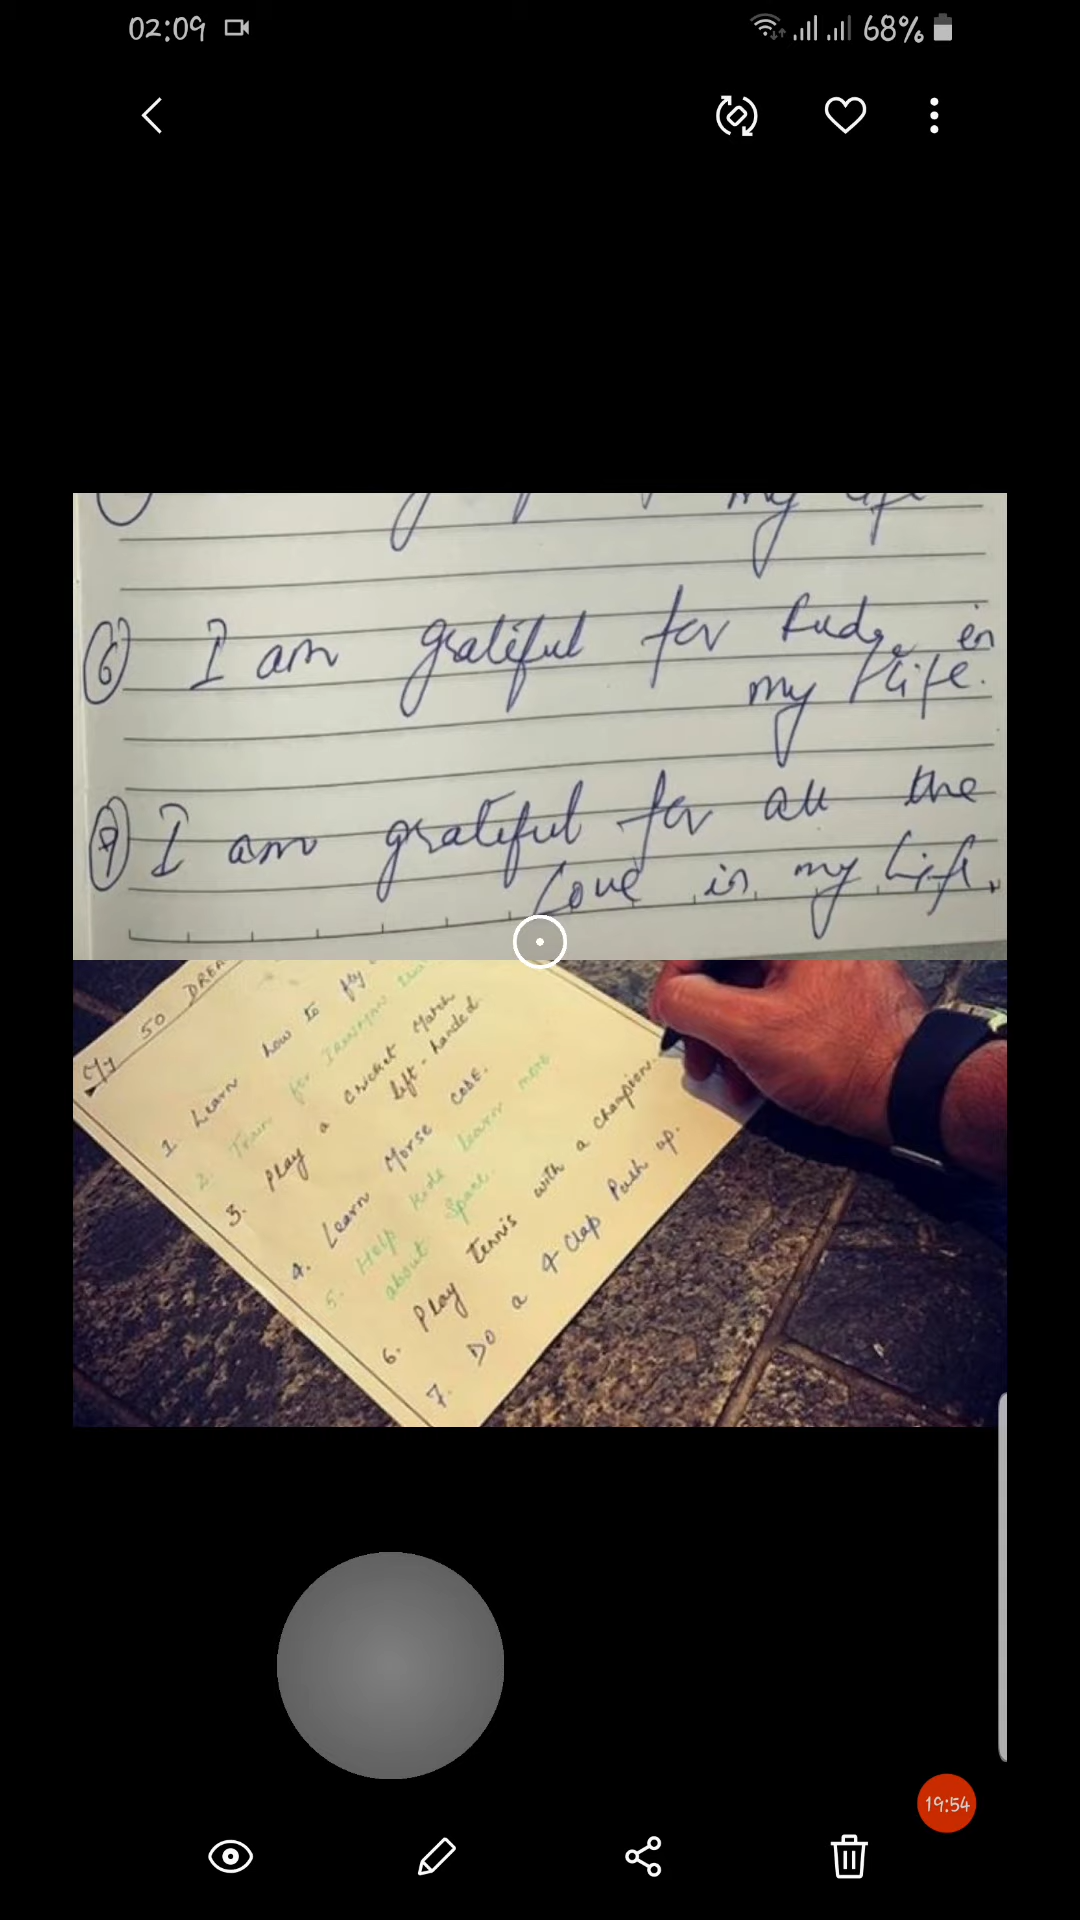 02:09 68%
my life
6 I am grateful for in
my life.
7 I am grateful for all the
Love in my Life.
My 50 DREA
1. Learn how to fly
2. Train for Ironman
3. Play a cricket match
left-handed.
4. Learn Morse CODE.
5. Help kids learn more
about Space.
6. Play tennis with a champion.
7. Do a 4 clap Push up.
19:54